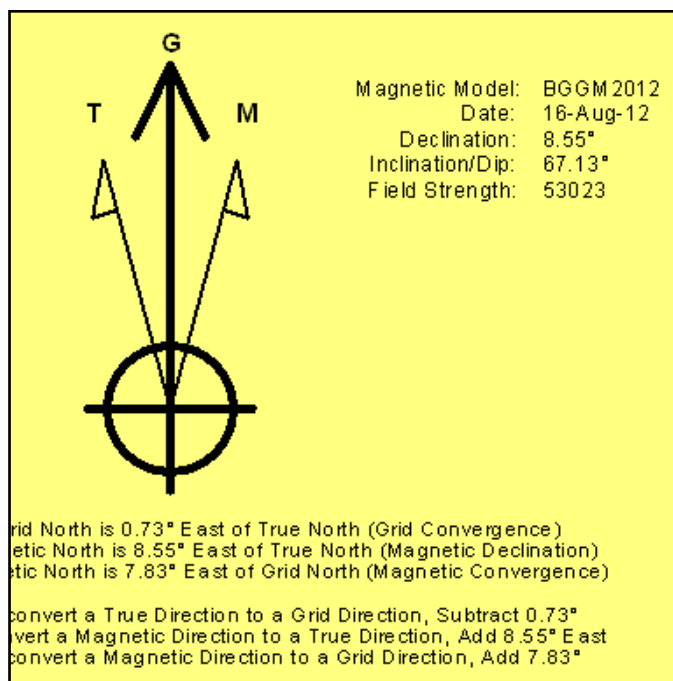 G
T
M
Magnetic Model: BGGM2012
Date: 16-Aug-12
Declination: 8.55°
Inclination/Dip: 67.13°
Field Strength: 53023
rid North is 0.73° East of True North (Grid Convergence)
etic North is 8.55° East of True North (Magnetic Declination)
etic North is 7.83° East of Grid North (Magnetic Convergence)
convert a True Direction to a Grid Direction, Subtract 0.73°
vert a Magnetic Direction to a True Direction, Add 8.55° East
convert a Magnetic Direction to a Grid Direction, Add 7.83°